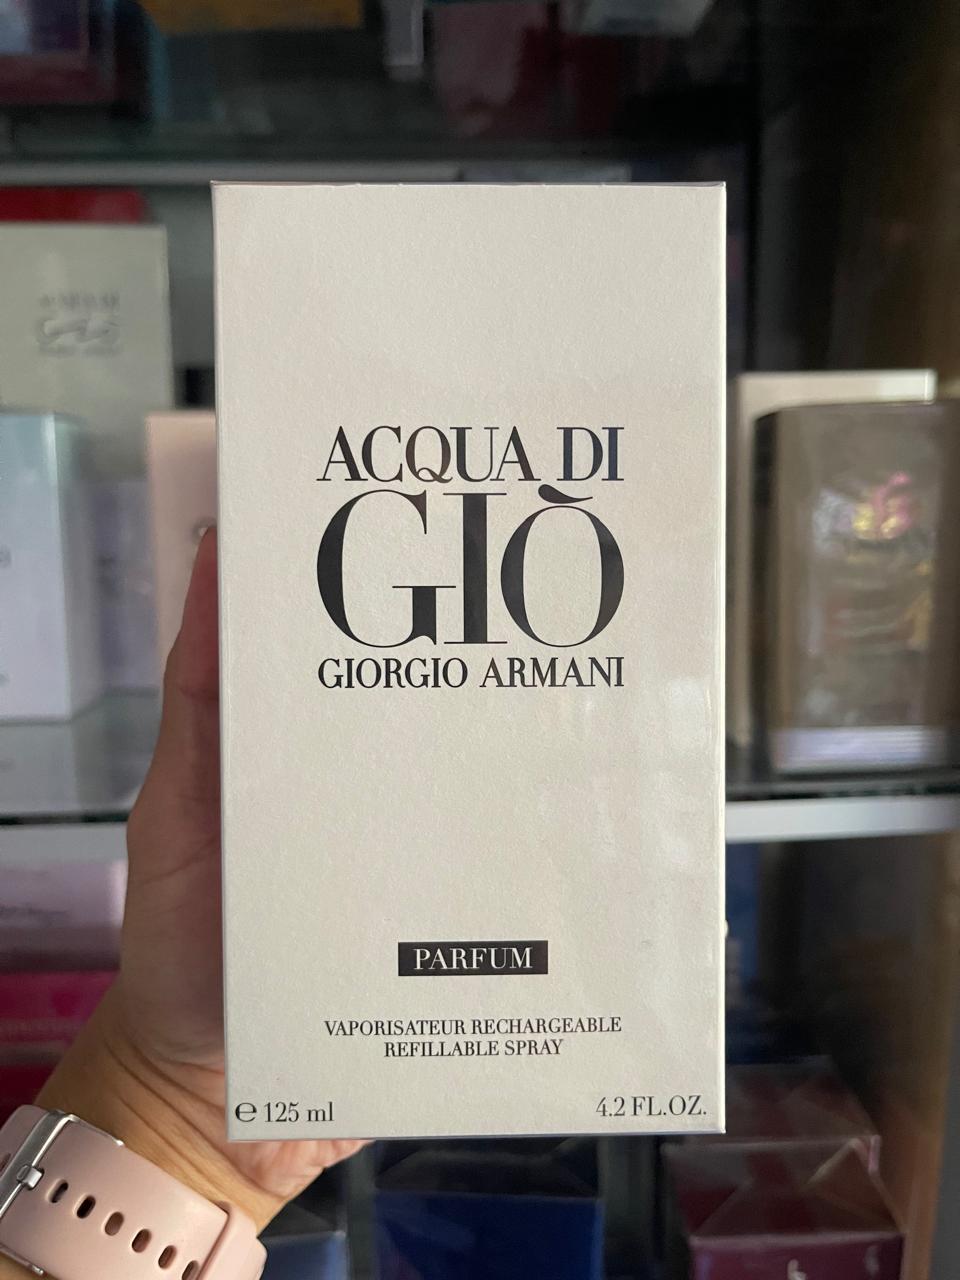 ACQUA DI
GIÒ
GIORGIO ARMANI
PARFUM
VAPORISATEUR RECHARGEABLE
REFILLABLE SPRAY
℮ 125 ml
4.2 FL.OZ.